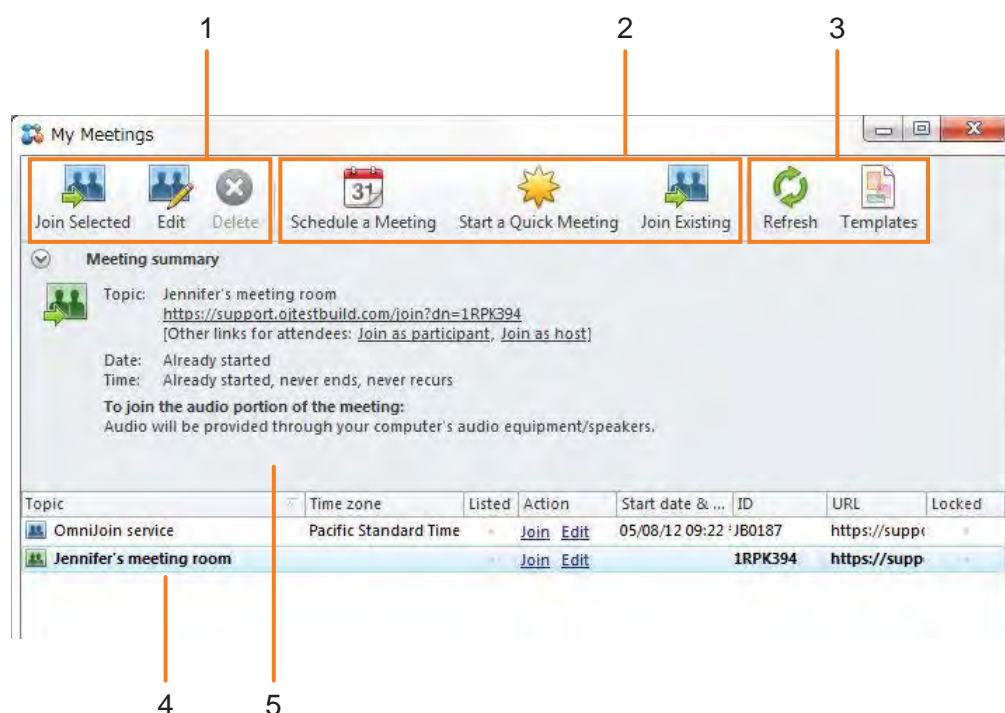 1 2 3
My Meetings
Join Selected Edit Delete Schedule a Meeting Start a Quick Meeting Join Existing Refresh Templates
Meeting summary
Topic: Jennifer's meeting room
https://support.ojtestbuild.com/join?dn=1RPK394
[Other links for attendees: Join as participant, Join as host]
Date: Already started
Time: Already started, never ends, never recurs
To join the audio portion of the meeting:
Audio will be provided through your computer's audio equipment/speakers.
Topic Time zone Listed Action Start date & ... ID URL Locked
OmniJoin service Pacific Standard Time Join Edit 05/08/12 09:22 JB0187 https://suppo
Jennifer's meeting room Join Edit 1RPK394 https://supp
4 5